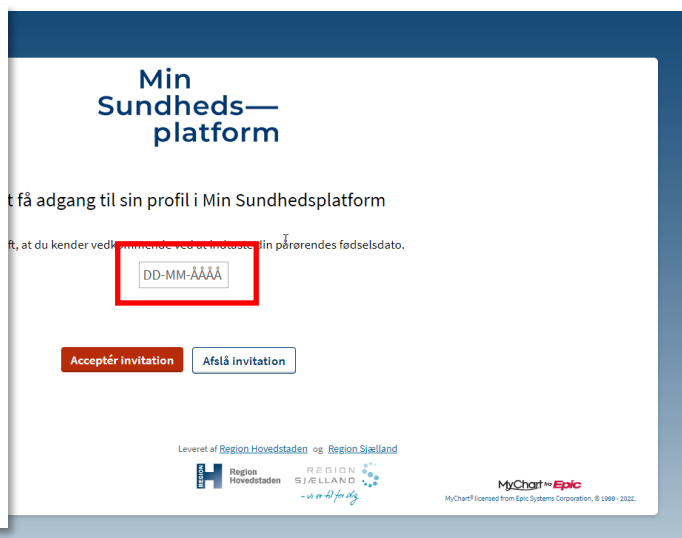 Min
Sundheds—
platform
t få adgang til sin profil i Min Sundhedsplatform
ft, at du kender vedkommende ved at indtaste din pårørendes fødselsdato.
DD-MM-ÅÅÅÅ
Acceptér invitation
Afslå invitation
Leveret af Region Hovedstaden og Region Sjælland
REGION
Region
Hovedstaden
REGION
SJÆLLAND
- vi er til for dig
MyChart by Epic
MyChart® licensed from Epic Systems Corporation, © 1999 - 2022.